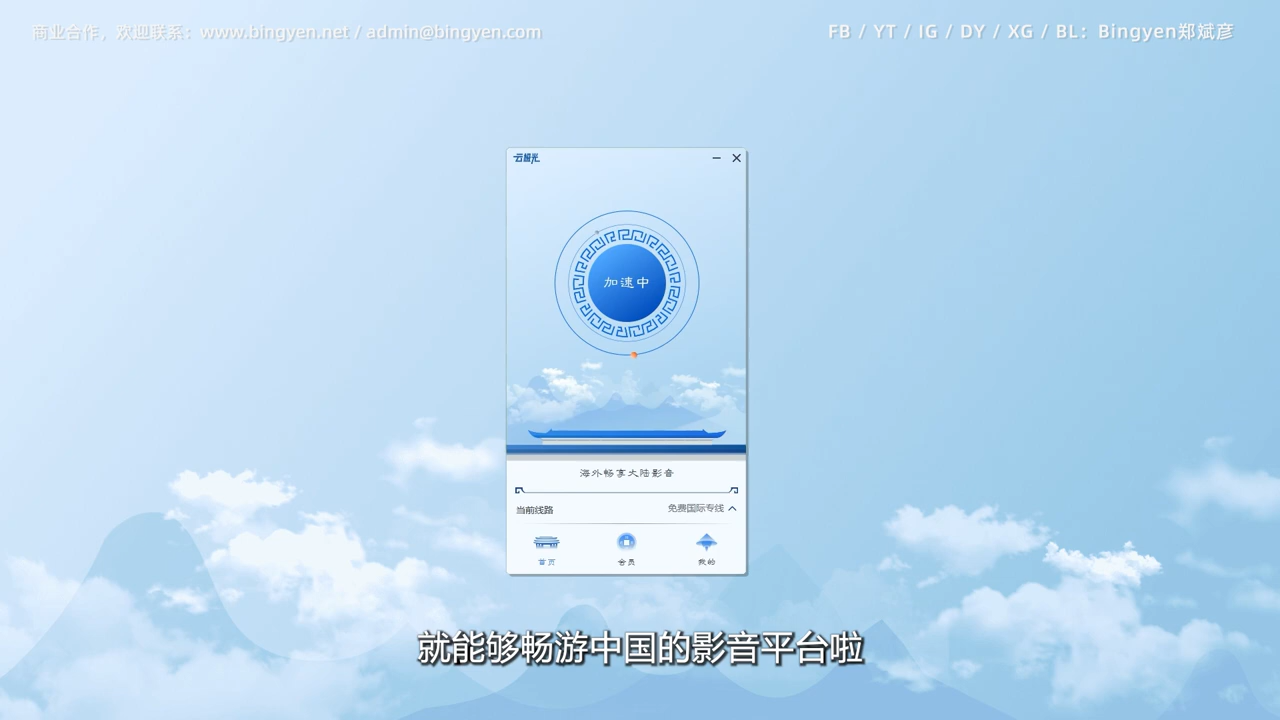 商业合作，欢迎联系：www.bingyen.net / admin@bingyen.com
FB / YT / IG / DY / XG / BL：Bingyen郑斌彦
云极光
加速中
海外畅享大陆影音
当前线路 免费国际专线
首页 会员 我的
就能够畅游中国的影音平台啦